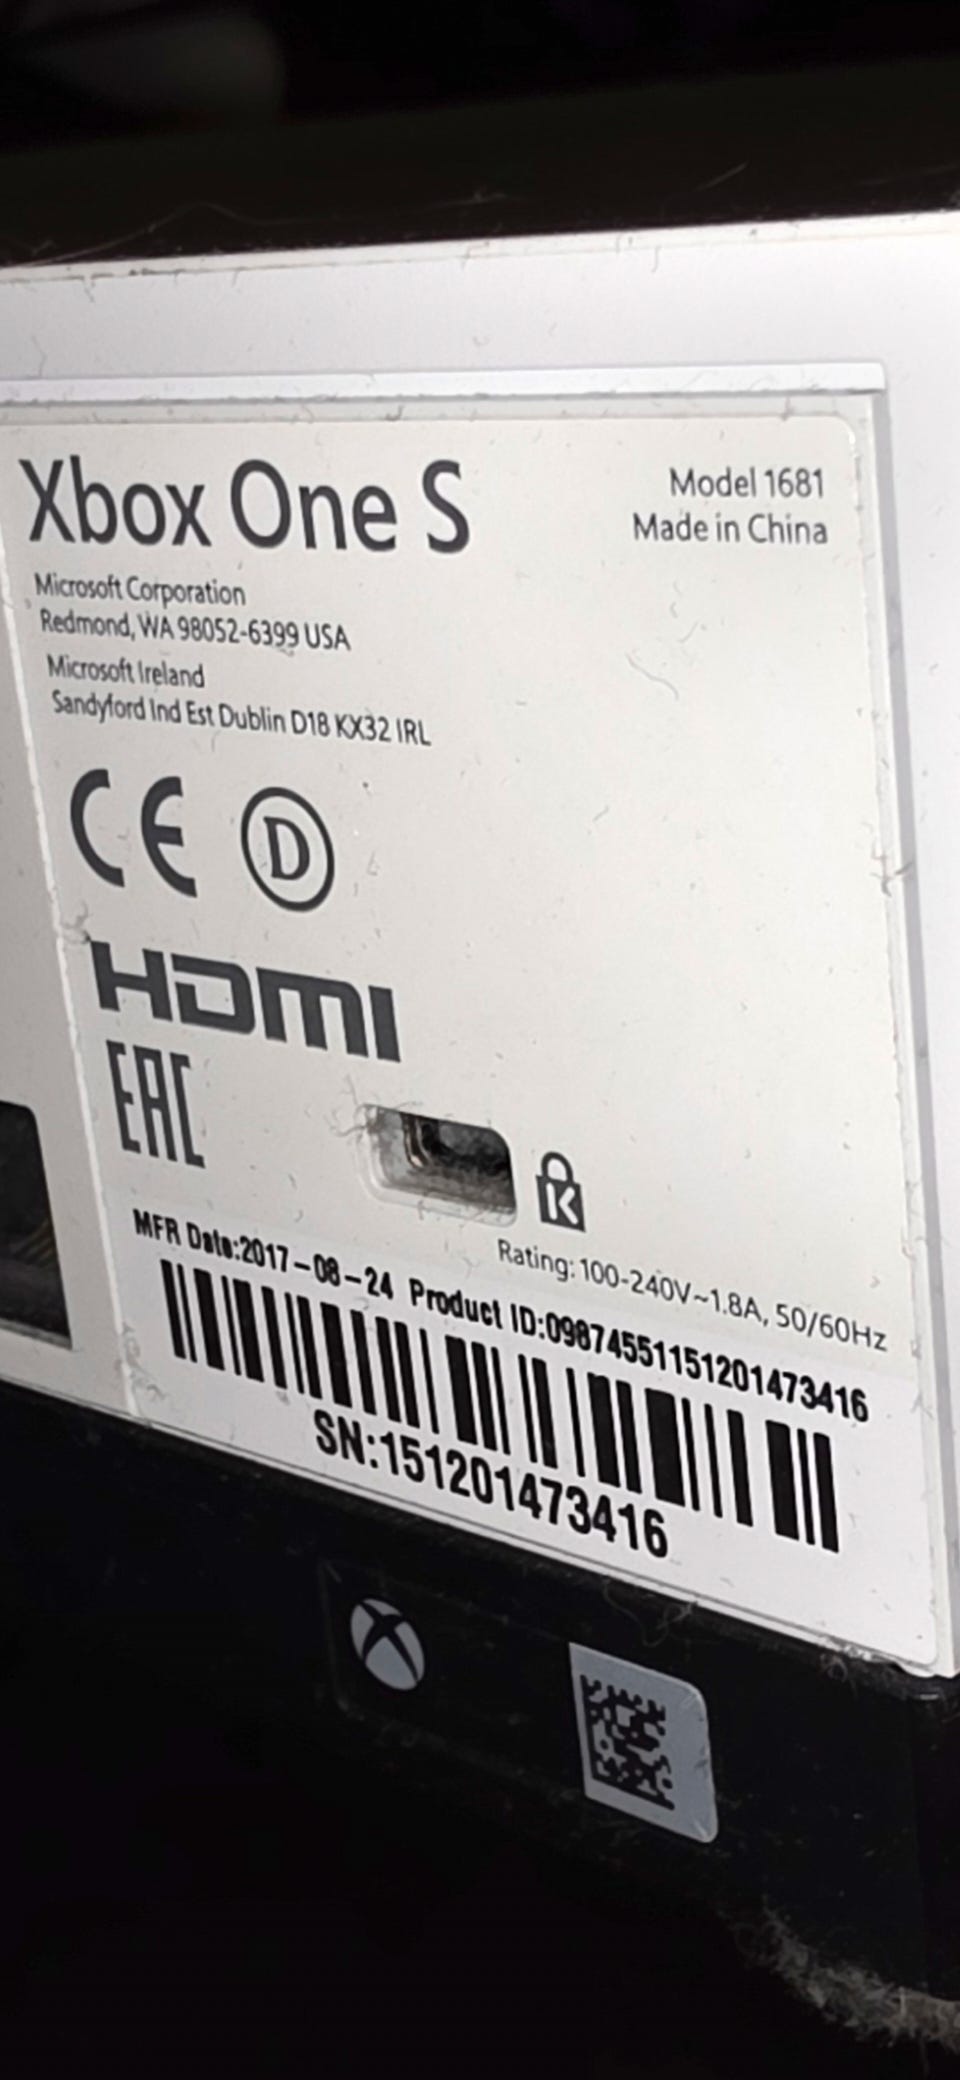 Xbox One S
Model 1681
Made in China
Microsoft Corporation
Redmond, WA 98052-6399 USA
Microsoft Ireland
Sandyford Ind Est Dublin D18 KX32 IRL
CE D
HDMI
EAC
K
Rating: 100-240V~1.8A, 50/60Hz
MFR Date:2017-08-24 Product ID:0987455115​1201473416
SN:151201473416